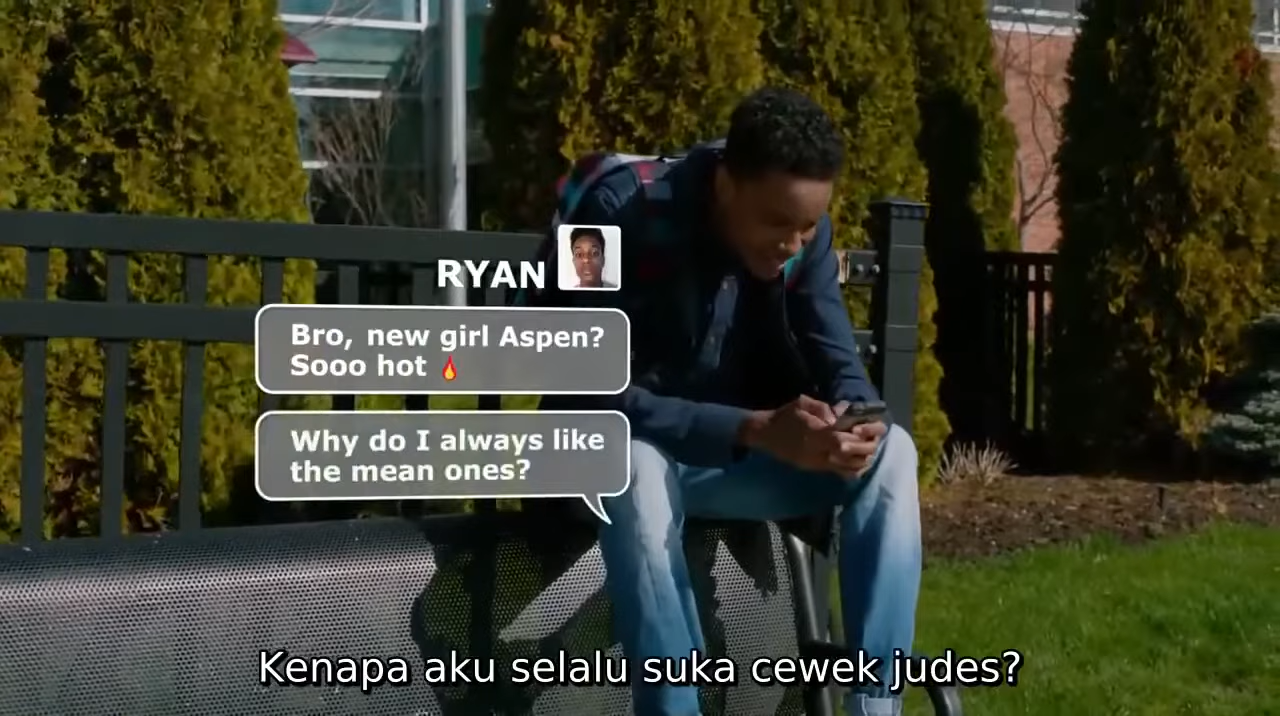 RYAN
Bro, new girl Aspen?
Sooo hot 🔥
Why do I always like
the mean ones?
Kenapa aku selalu suka cewek judes?